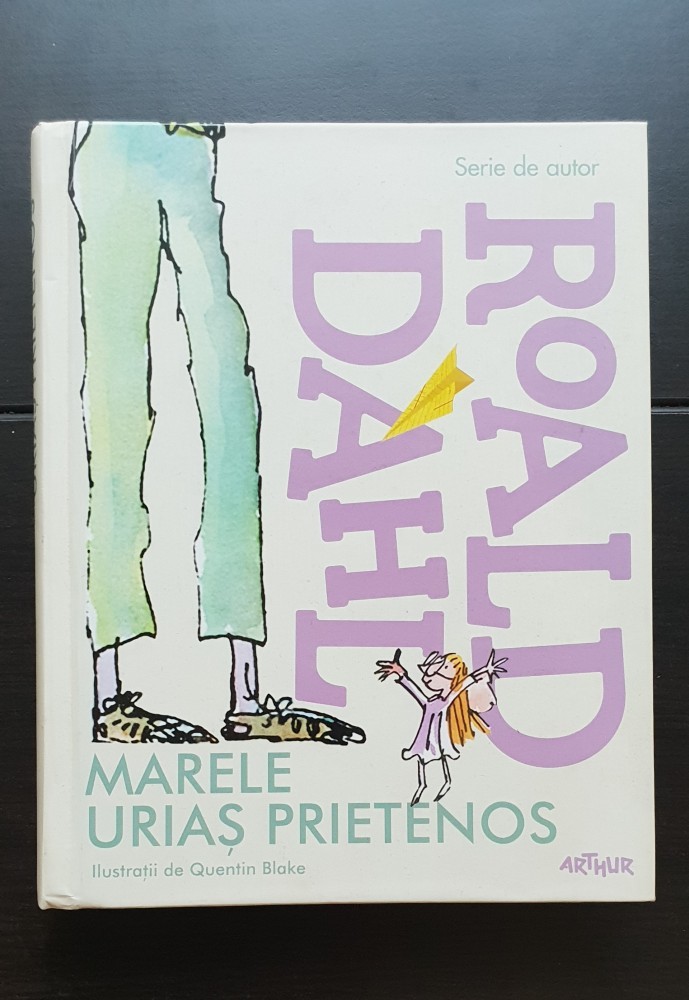 Serie de autor
ROALD
DAHL
MARELE
URIAȘ PRIETENOS
Ilustrații de Quentin Blake
ARTHUR